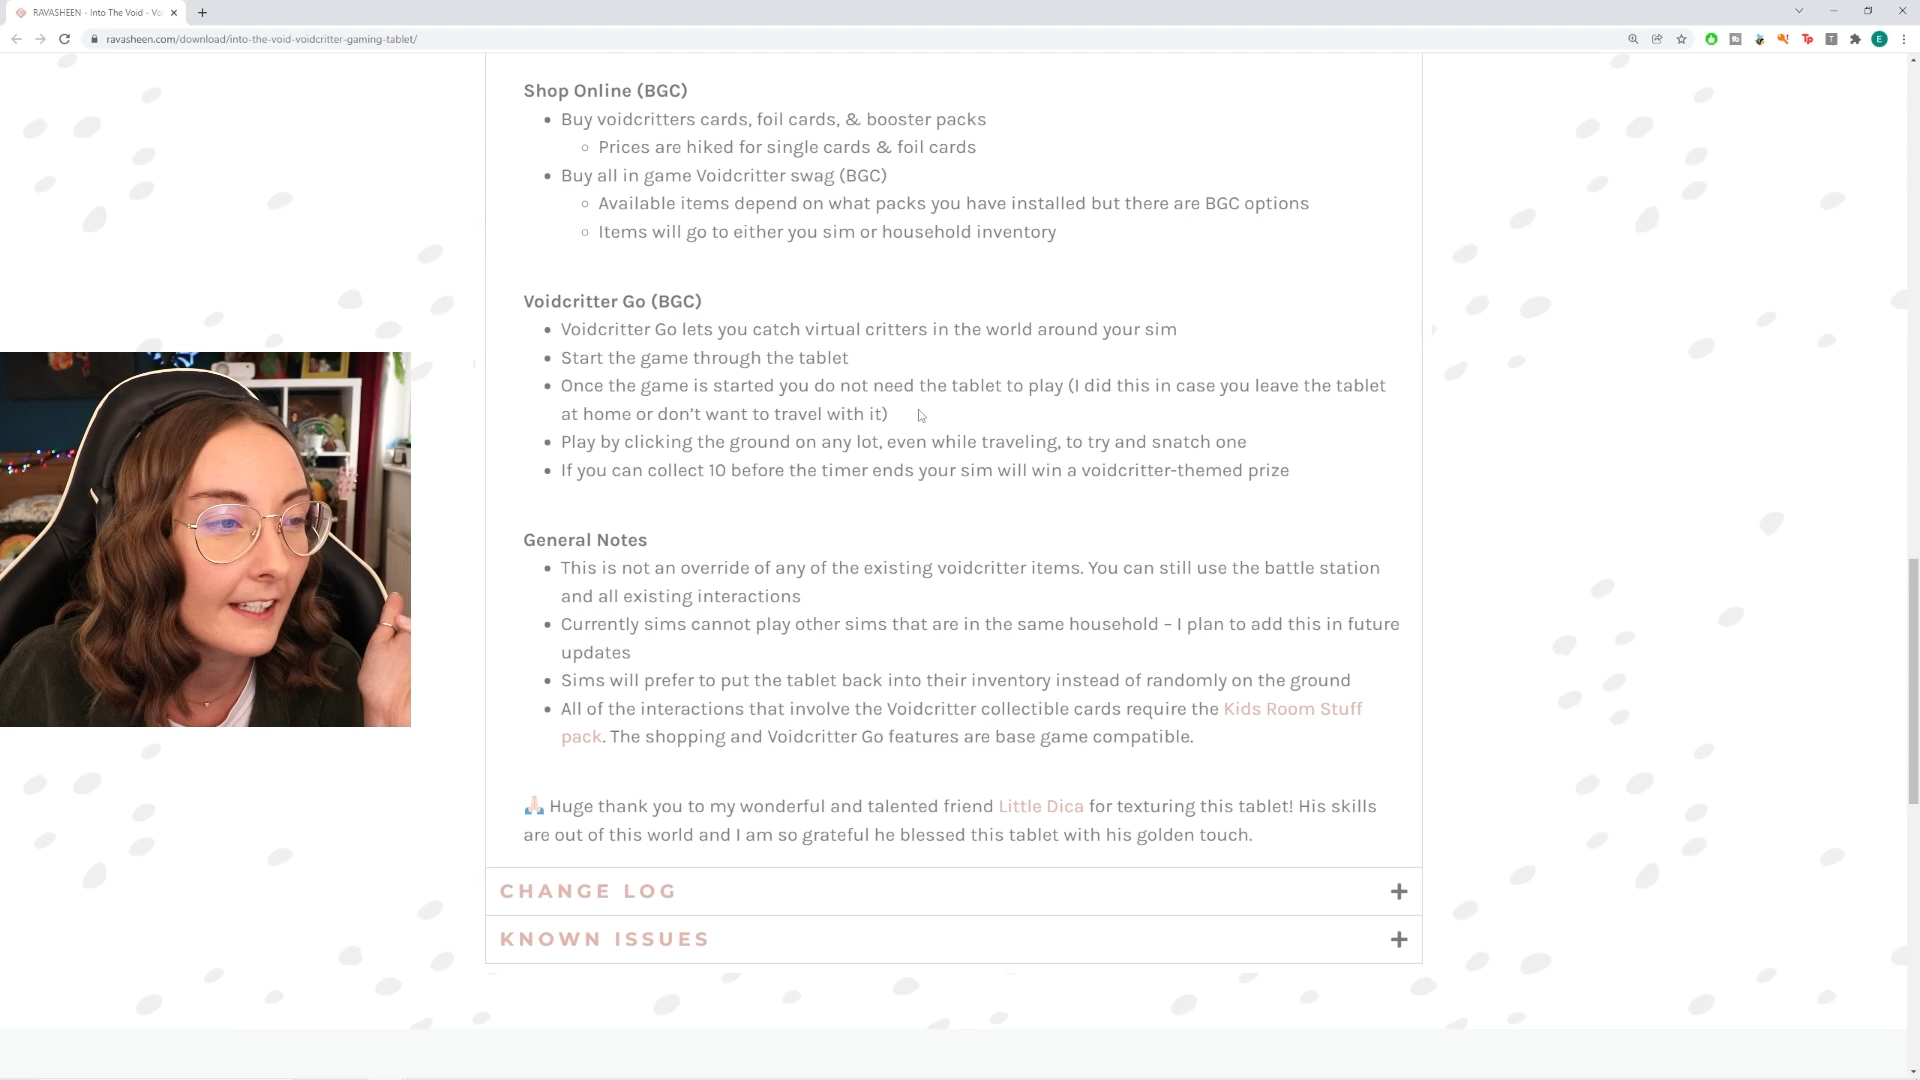 RAVASHEEN - Into The Void - Vo
ravasheen.com/download/into-the-void-voidcritter-gaming-tablet/
Shop Online (BGC)
Buy voidcritters cards, foil cards, & booster packs
Prices are hiked for single cards & foil cards
Buy all in game Voidcritter swag (BGC)
Available items depend on what packs you have installed but there are BGC options
Items will go to either you sim or household inventory
Voidcritter Go (BGC)
Voidcritter Go lets you catch virtual critters in the world around your sim
Start the game through the tablet
Once the game is started you do not need the tablet to play (I did this in case you leave the tablet
at home or don't want to travel with it)
Play by clicking the ground on any lot, even while traveling, to try and snatch one
If you can collect 10 before the timer ends your sim will win a voidcritter-themed prize
General Notes
This is not an override of any of the existing voidcritter items. You can still use the battle station
and all existing interactions
Currently sims cannot play other sims that are in the same household – I plan to add this in future
updates
Sims will prefer to put the tablet back into their inventory instead of randomly on the ground
All of the interactions that involve the Voidcritter collectible cards require the Kids Room Stuff
pack. The shopping and Voidcritter Go features are base game compatible.
🙏🏻 Huge thank you to my wonderful and talented friend Little Dica for texturing this tablet! His skills
are out of this world and I am so grateful he blessed this tablet with his golden touch.
CHANGE LOG
KNOWN ISSUES